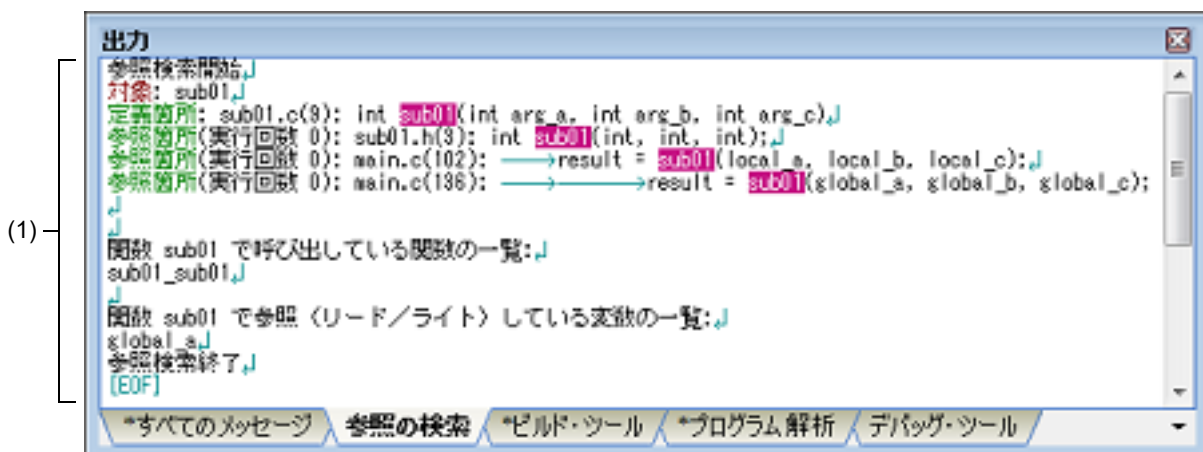 出力
参照検索開始↲
対象: sub01↲
定義箇所: sub01.c(9): int sub01(int arg_a, int arg_b, int arg_c)↲
参照箇所(実行回数 0): sub01.h(3): int sub01(int, int, int);↲
参照箇所(実行回数 0): main.c(102): ⟶result = sub01(local_a, local_b, local_c);↲
参照箇所(実行回数 0): main.c(136): ⟶⟶result = sub01(global_a, global_b, global_c);
↲
↲
(1)
関数 sub01 で呼び出している関数の一覧:↲
sub01_sub01↲
↲
関数 sub01 で参照（リード／ライト）している変数の一覧:↲
global_a↲
参照検索終了↲
[EOF]
*すべてのメッセージ 参照の検索 *ビルド・ツール *プログラム解析 デバッグ・ツール